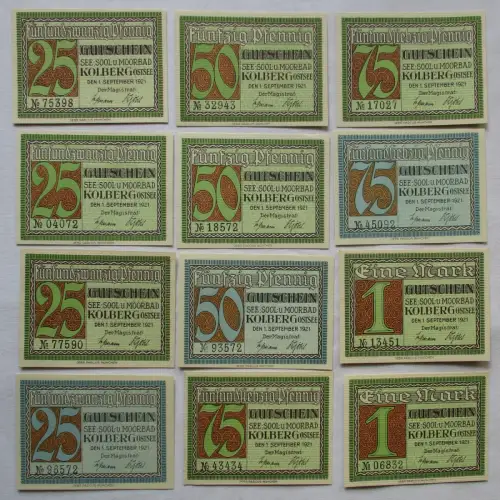 Fünfundzwanzig Pfennig
25
GUTSCHEIN
SEE-SOOL U MOORBAD
KOLBERG OSTSEE
DEN 1. SEPTEMBER 1921
Der Magistrat:
№ 75398
Fünfzig Pfennig
50
GUTSCHEIN
SEE-SOOL U MOORBAD
KOLBERG OSTSEE
DEN 1. SEPTEMBER 1921
Der Magistrat:
№ 32943
75
GUTSCHEIN
SEE-SOOL U MOORBAD
KOLBERG OSTSEE
DEN 1. SEPTEMBER 1921
Der Magistrat:
№ 17027
Fünfundzwanzig Pfennig
25
GUTSCHEIN
SEE-SOOL U MOORBAD
KOLBERG OSTSEE
DEN 1. SEPTEMBER 1921
Der Magistrat:
№ 04072
Fünfzig Pfennig
50
GUTSCHEIN
SEE-SOOL U MOORBAD
KOLBERG OSTSEE
DEN 1. SEPTEMBER 1921
Der Magistrat:
№ 18572
75
GUTSCHEIN
SEE-SOOL U MOORBAD
KOLBERG OSTSEE
DEN 1. SEPTEMBER 1921
Der Magistrat:
№ 45092
Fünfundzwanzig Pfennig
25
GUTSCHEIN
SEE-SOOL U MOORBAD
KOLBERG OSTSEE
DEN 1. SEPTEMBER 1921
Der Magistrat:
№ 77590
Fünfzig Pfennig
50
GUTSCHEIN
SEE-SOOL U MOORBAD
KOLBERG OSTSEE
DEN 1. SEPTEMBER 1921
Der Magistrat:
№ 93572
Eine Mark
1
GUTSCHEIN
SEE-SOOL U MOORBAD
KOLBERG OSTSEE
DEN 1. SEPTEMBER 1921
Der Magistrat:
№ 13451
Fünfundzwanzig Pfennig
25
GUTSCHEIN
SEE-SOOL U MOORBAD
KOLBERG OSTSEE
DEN 1. SEPTEMBER 1921
Der Magistrat:
75
GUTSCHEIN
SEE-SOOL U MOORBAD
KOLBERG OSTSEE
DEN 1. SEPTEMBER 1921
Der Magistrat:
№ 43434
Eine Mark
1
GUTSCHEIN
SEE-SOOL U MOORBAD
KOLBERG OSTSEE
DEN 1. SEPTEMBER 1921
Der Magistrat:
№ 06832